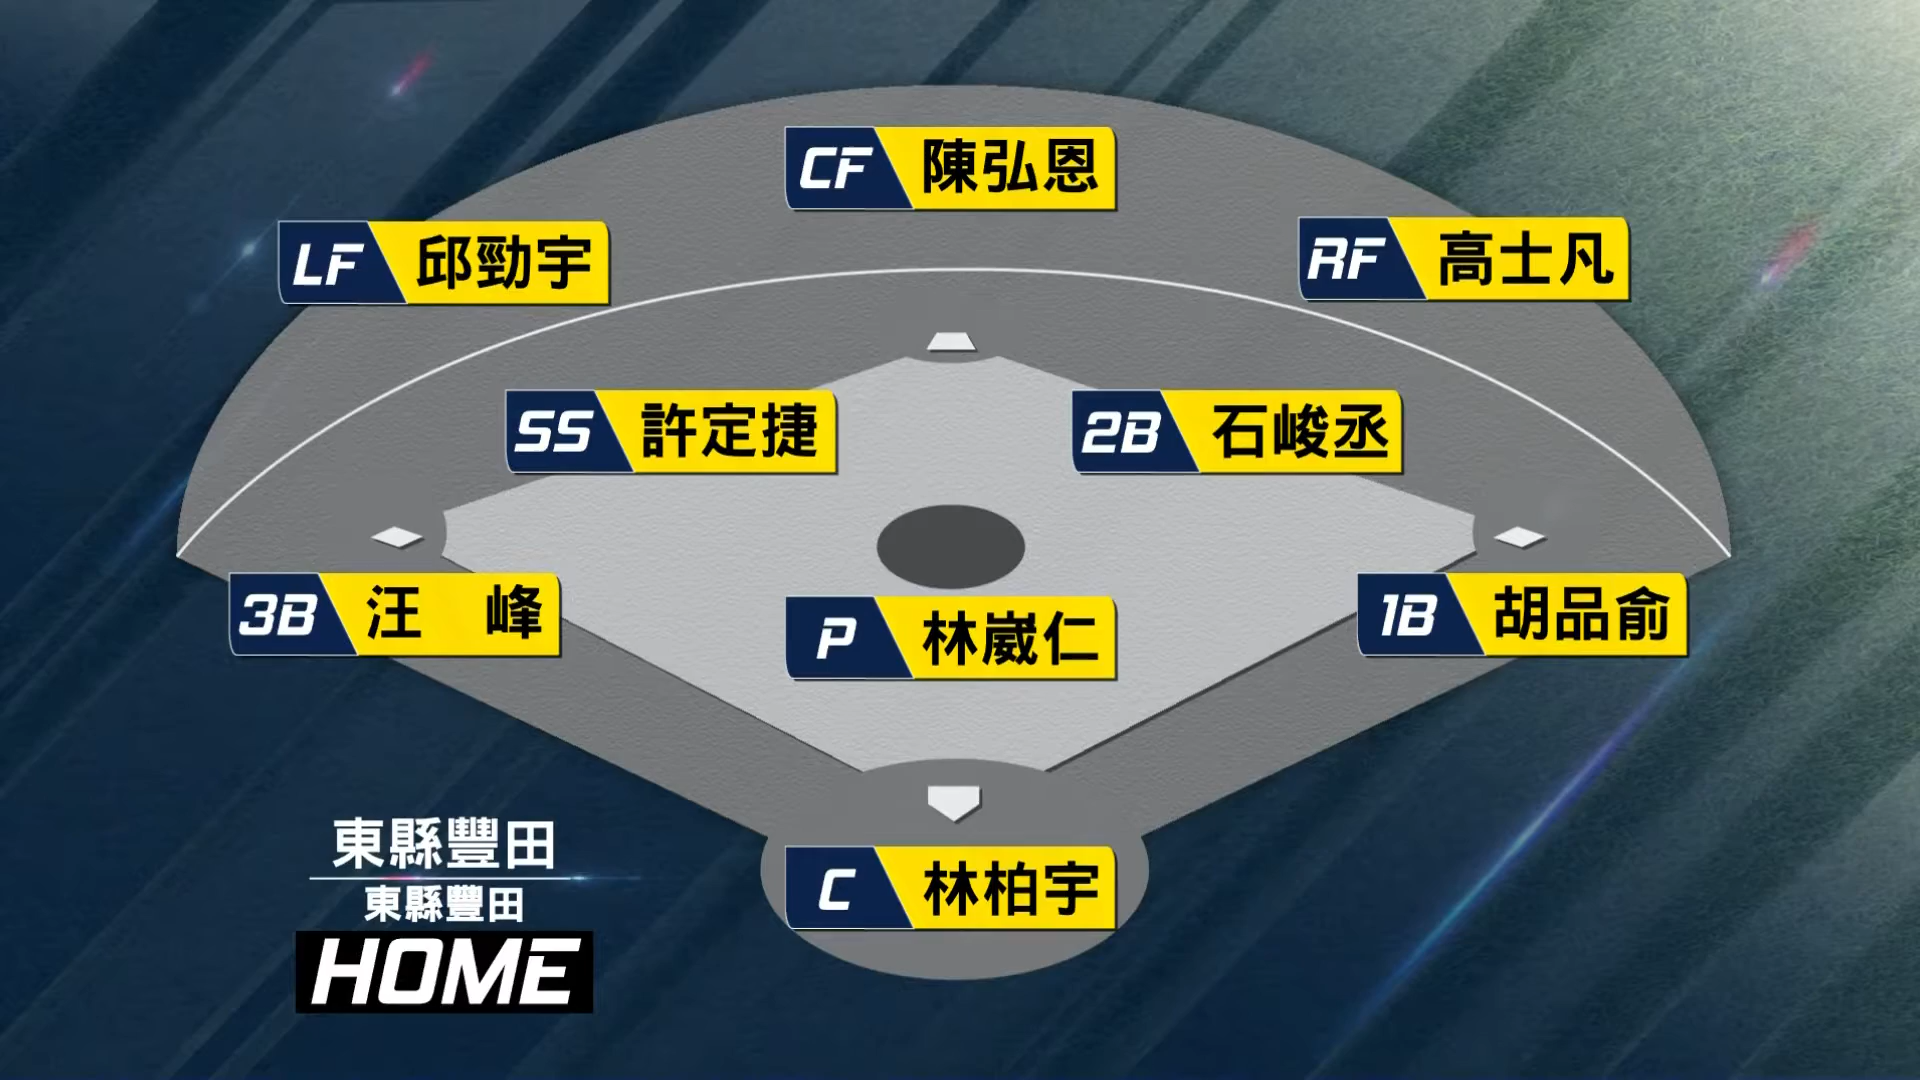 CF 陳弘恩
LF 邱勁宇
RF 高士凡
SS 許定捷
2B 石峻丞
3B 汪　峰
P 林崴仁
1B 胡品俞
東縣豐田
東縣豐田
HOME
C 林柏宇